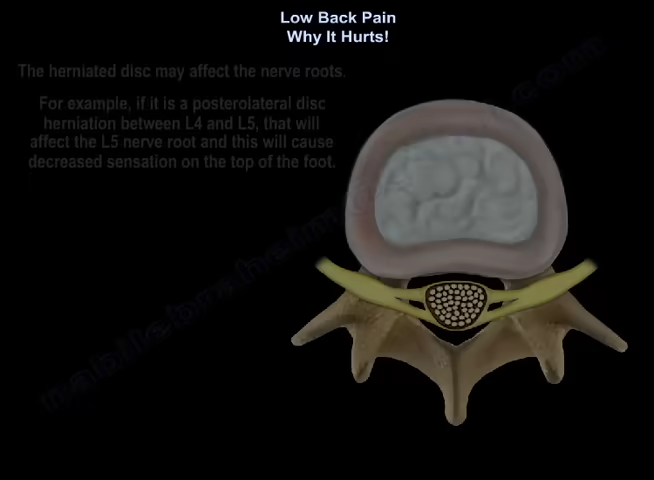 Low Back Pain
Why It Hurts!
The herniated disc may affect the nerve roots.
For example, if it is a posterolateral disc
herniation between L4 and L5, that will
affect the L5 nerve root and this will cause
decreased sensation on the top of the foot.